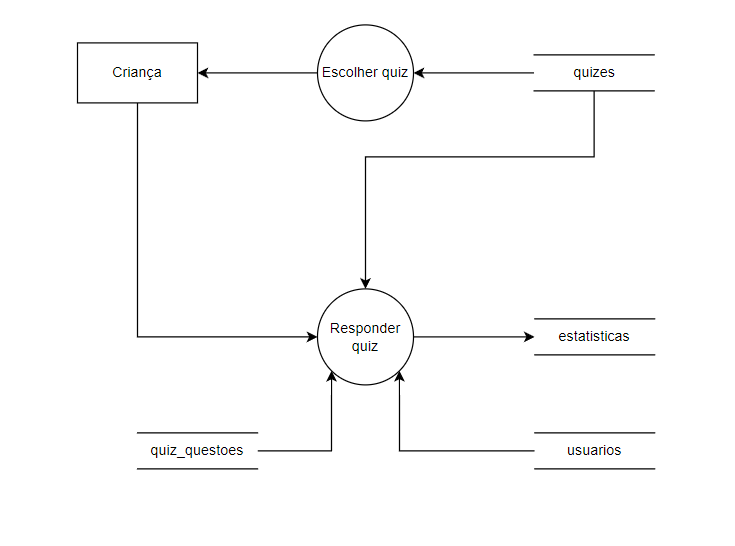 Criança
Escolher quiz
quizes
Responder
quiz
estatisticas
quiz_questoes
usuarios